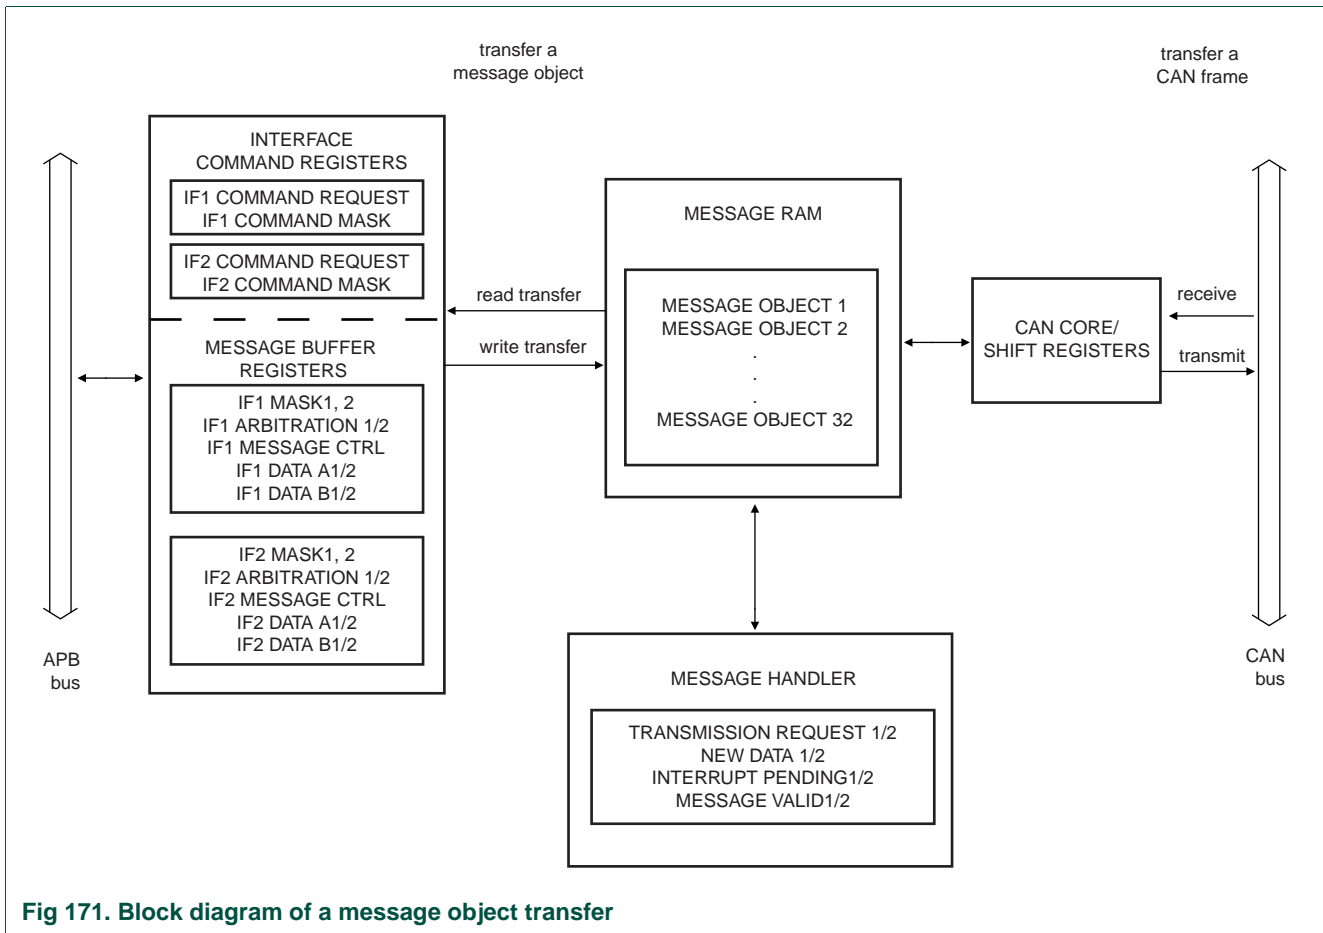 transfer a
message object
transfer a
CAN frame
INTERFACE
COMMAND REGISTERS
IF1 COMMAND REQUEST
IF1 COMMAND MASK
IF2 COMMAND REQUEST
IF2 COMMAND MASK
MESSAGE BUFFER
REGISTERS
IF1 MASK1, 2
IF1 ARBITRATION 1/2
IF1 MESSAGE CTRL
IF1 DATA A1/2
IF1 DATA B1/2
IF2 MASK1, 2
IF2 ARBITRATION 1/2
IF2 MESSAGE CTRL
IF2 DATA A1/2
IF2 DATA B1/2
APB
bus
read transfer
write transfer
MESSAGE RAM
MESSAGE OBJECT 1
MESSAGE OBJECT 2
.
.
.
MESSAGE OBJECT 32
CAN CORE/
SHIFT REGISTERS
receive
transmit
CAN
bus
MESSAGE HANDLER
TRANSMISSION REQUEST 1/2
NEW DATA 1/2
INTERRUPT PENDING1/2
MESSAGE VALID1/2
Fig 171. Block diagram of a message object transfer